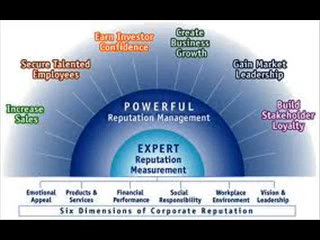 Create
Business
Growth
Earn Investor
Confidence
Secure Talented
Employees
Gain Market
Leadership
Increase
Sales
Build
Stakeholder
Loyalty
POWERFUL
Reputation Management
EXPERT
Reputation
Measurement
Emotional
Appeal
Products &
Services
Financial
Performance
Social
Responsibility
Workplace
Environment
Vision &
Leadership
Six Dimensions of Corporate Reputation